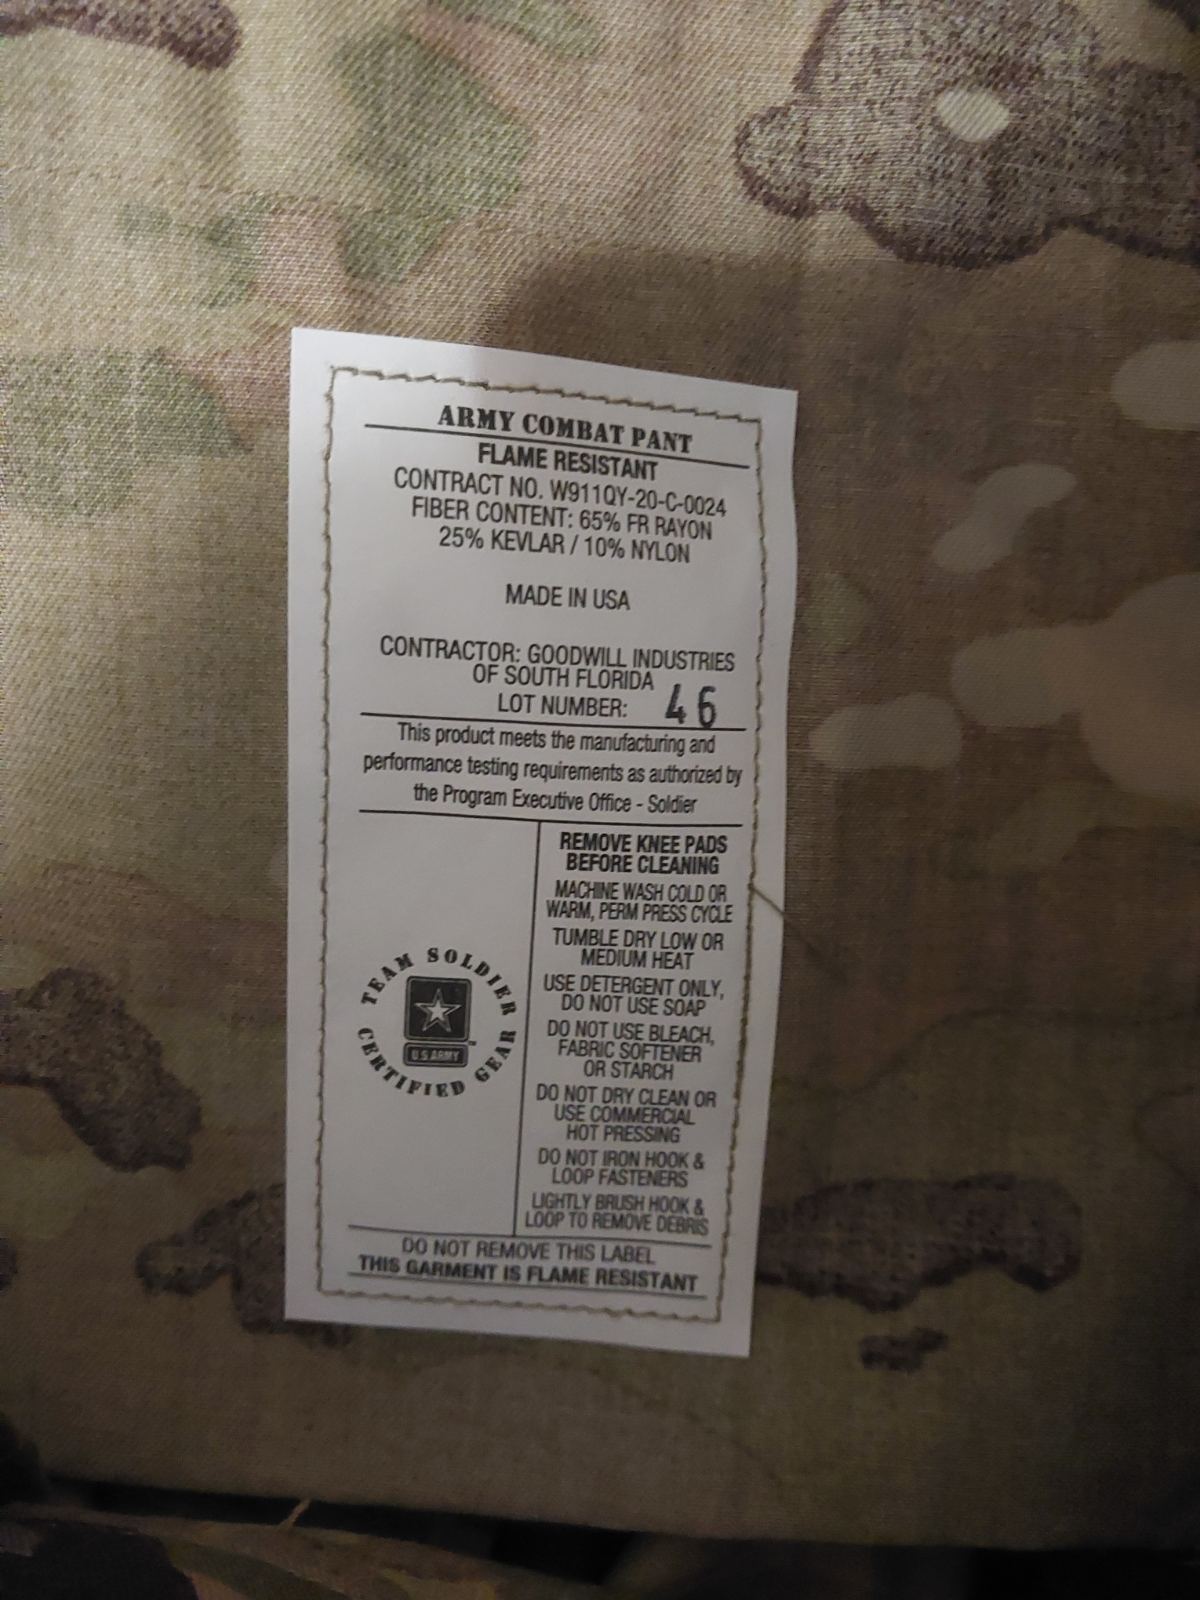 ARMY COMBAT PANT
FLAME RESISTANT
CONTRACT NO. W911QY-20-C-0024
FIBER CONTENT: 65% FR RAYON
25% KEVLAR / 10% NYLON
MADE IN USA
CONTRACTOR: GOODWILL INDUSTRIES
OF SOUTH FLORIDA
LOT NUMBER: 46
This product meets the manufacturing and
performance testing requirements as authorized by
the Program Executive Office - Soldier
TEAM SOLDIER
CERTIFIED GEAR
U.S ARMY ™
REMOVE KNEE PADS
BEFORE CLEANING
MACHINE WASH COLD OR
WARM, PERM PRESS CYCLE
TUMBLE DRY LOW OR
MEDIUM HEAT
USE DETERGENT ONLY,
DO NOT USE SOAP
DO NOT USE BLEACH,
FABRIC SOFTENER
OR STARCH
DO NOT DRY CLEAN OR
USE COMMERCIAL
HOT PRESSING
DO NOT IRON HOOK &
LOOP FASTENERS
LIGHTLY BRUSH HOOK &
LOOP TO REMOVE DEBRIS
DO NOT REMOVE THIS LABEL
THIS GARMENT IS FLAME RESISTANT